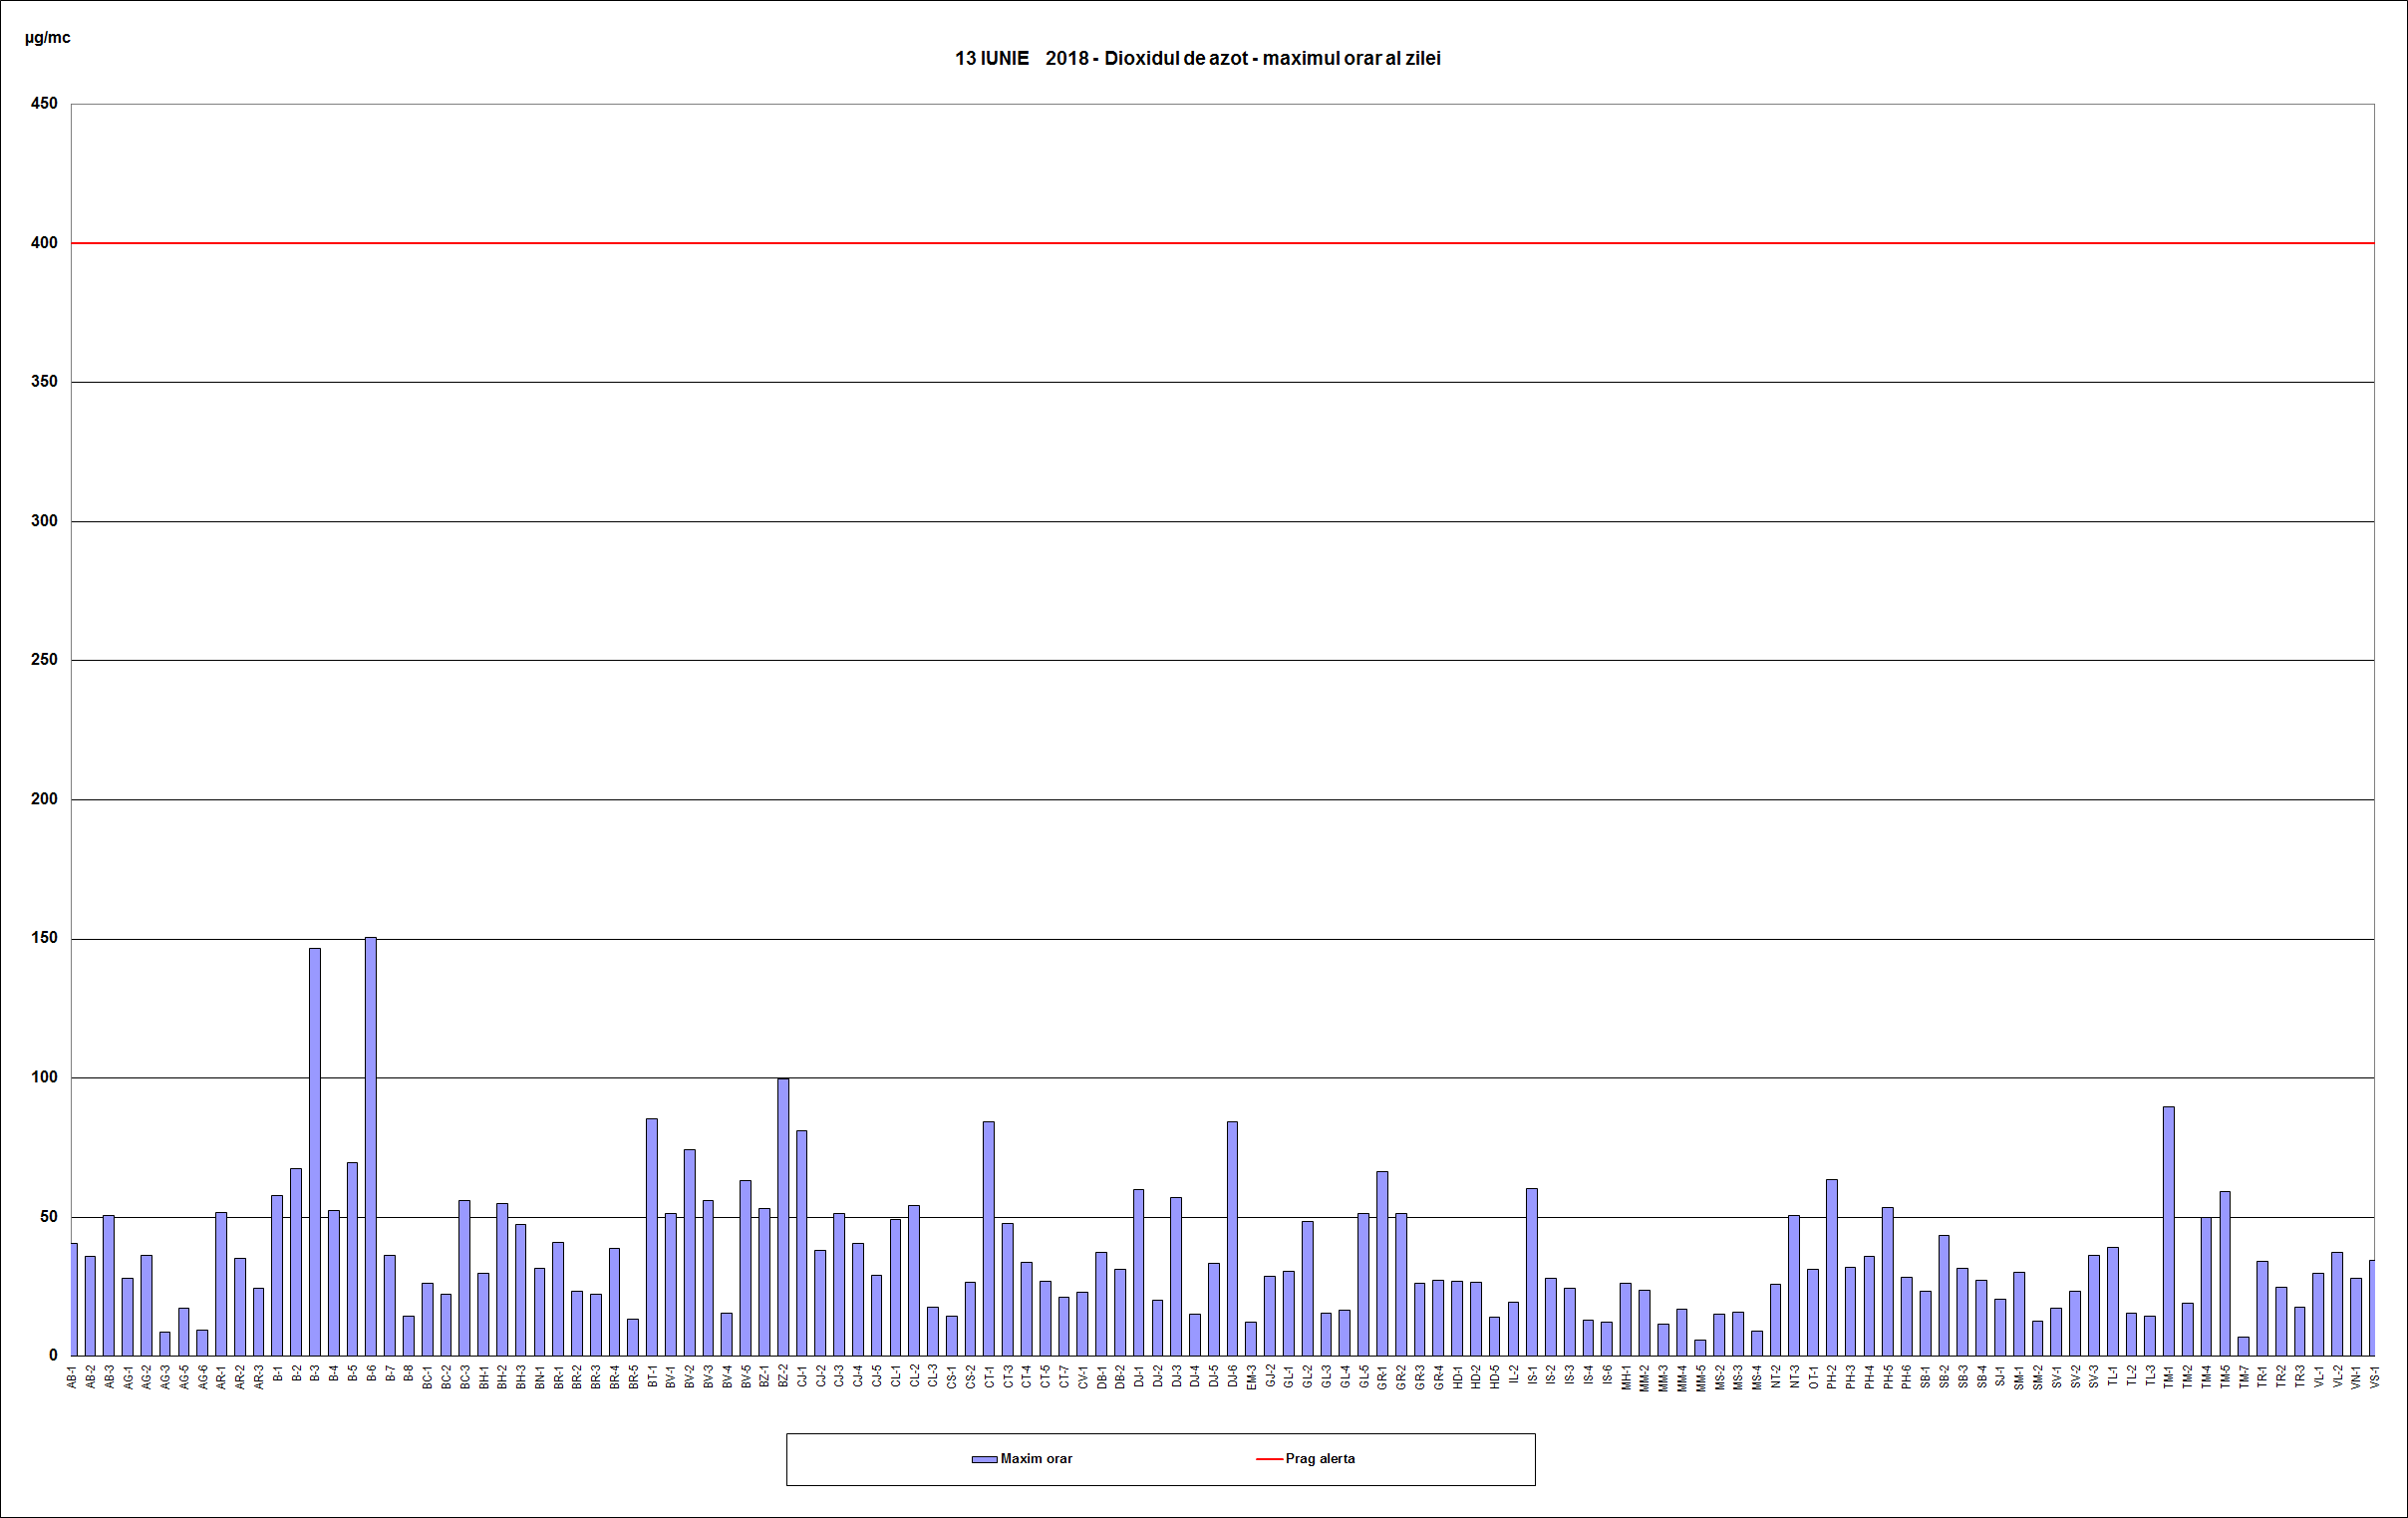 µg/mc
13 IUNIE 2018 - Dioxidul de azot - maximul orar al zilei
450
400
350
300
250
200
150
100
50
0
AB-1 AB-2 AB-3 AG-1 AG-2 AG-3 AG-5 AG-6 AR-1 AR-2 AR-3 B-1 B-2 B-3 B-4 B-5 B-6 B-7 B-8 BC-1 BC-2 BC-3 BH-1 BH-2 BH-3 BN-1 BR-1 BR-2 BR-3 BR-4 BR-5 BT-1 BV-1 BV-2 BV-3 BV-4 BV-5 BZ-1 BZ-2 CJ-1 CJ-2 CJ-3 CJ-4 CJ-5 CL-1 CL-2 CL-3 CS-1 CS-2 CT-1 CT-3 CT-4 CT-5 CT-7 CV-1 DB-1 DB-2 DJ-1 DJ-2 DJ-3 DJ-4 DJ-5 DJ-6 EM-3 GJ-2 GL-1 GL-2 GL-3 GL-4 GL-5 GR-1 GR-2 GR-3 GR-4 HD-1 HD-2 HD-5 IL-2 IS-1 IS-2 IS-3 IS-4 IS-6 MH-1 MM-2 MM-3 MM-4 MM-5 MS-2 MS-3 MS-4 NT-2 NT-3 OT-1 PH-2 PH-3 PH-4 PH-5 PH-6 SB-1 SB-2 SB-3 SB-4 SJ-1 SM-1 SM-2 SV-1 SV-2 SV-3 TL-1 TL-2 TL-3 TM-1 TM-2 TM-4 TM-5 TM-7 TR-1 TR-2 TR-3 VL-1 VL-2 VN-1 VS-1
Maxim orar Prag alerta